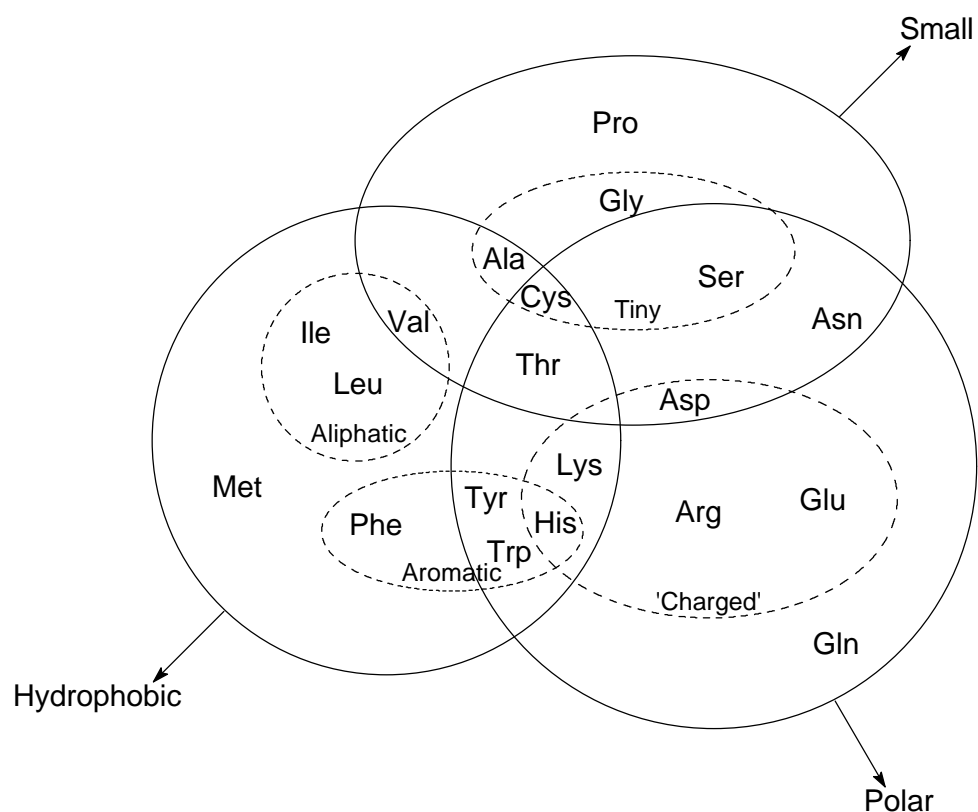 Small
Pro
Gly
Ala
Ser
Cys
Tiny
Asn
Val
Ile
Thr
Leu
Asp
Aliphatic
Lys
Met
Tyr
Glu
Arg
His
Phe
Trp
Aromatic
'Charged'
Gln
Hydrophobic
Polar